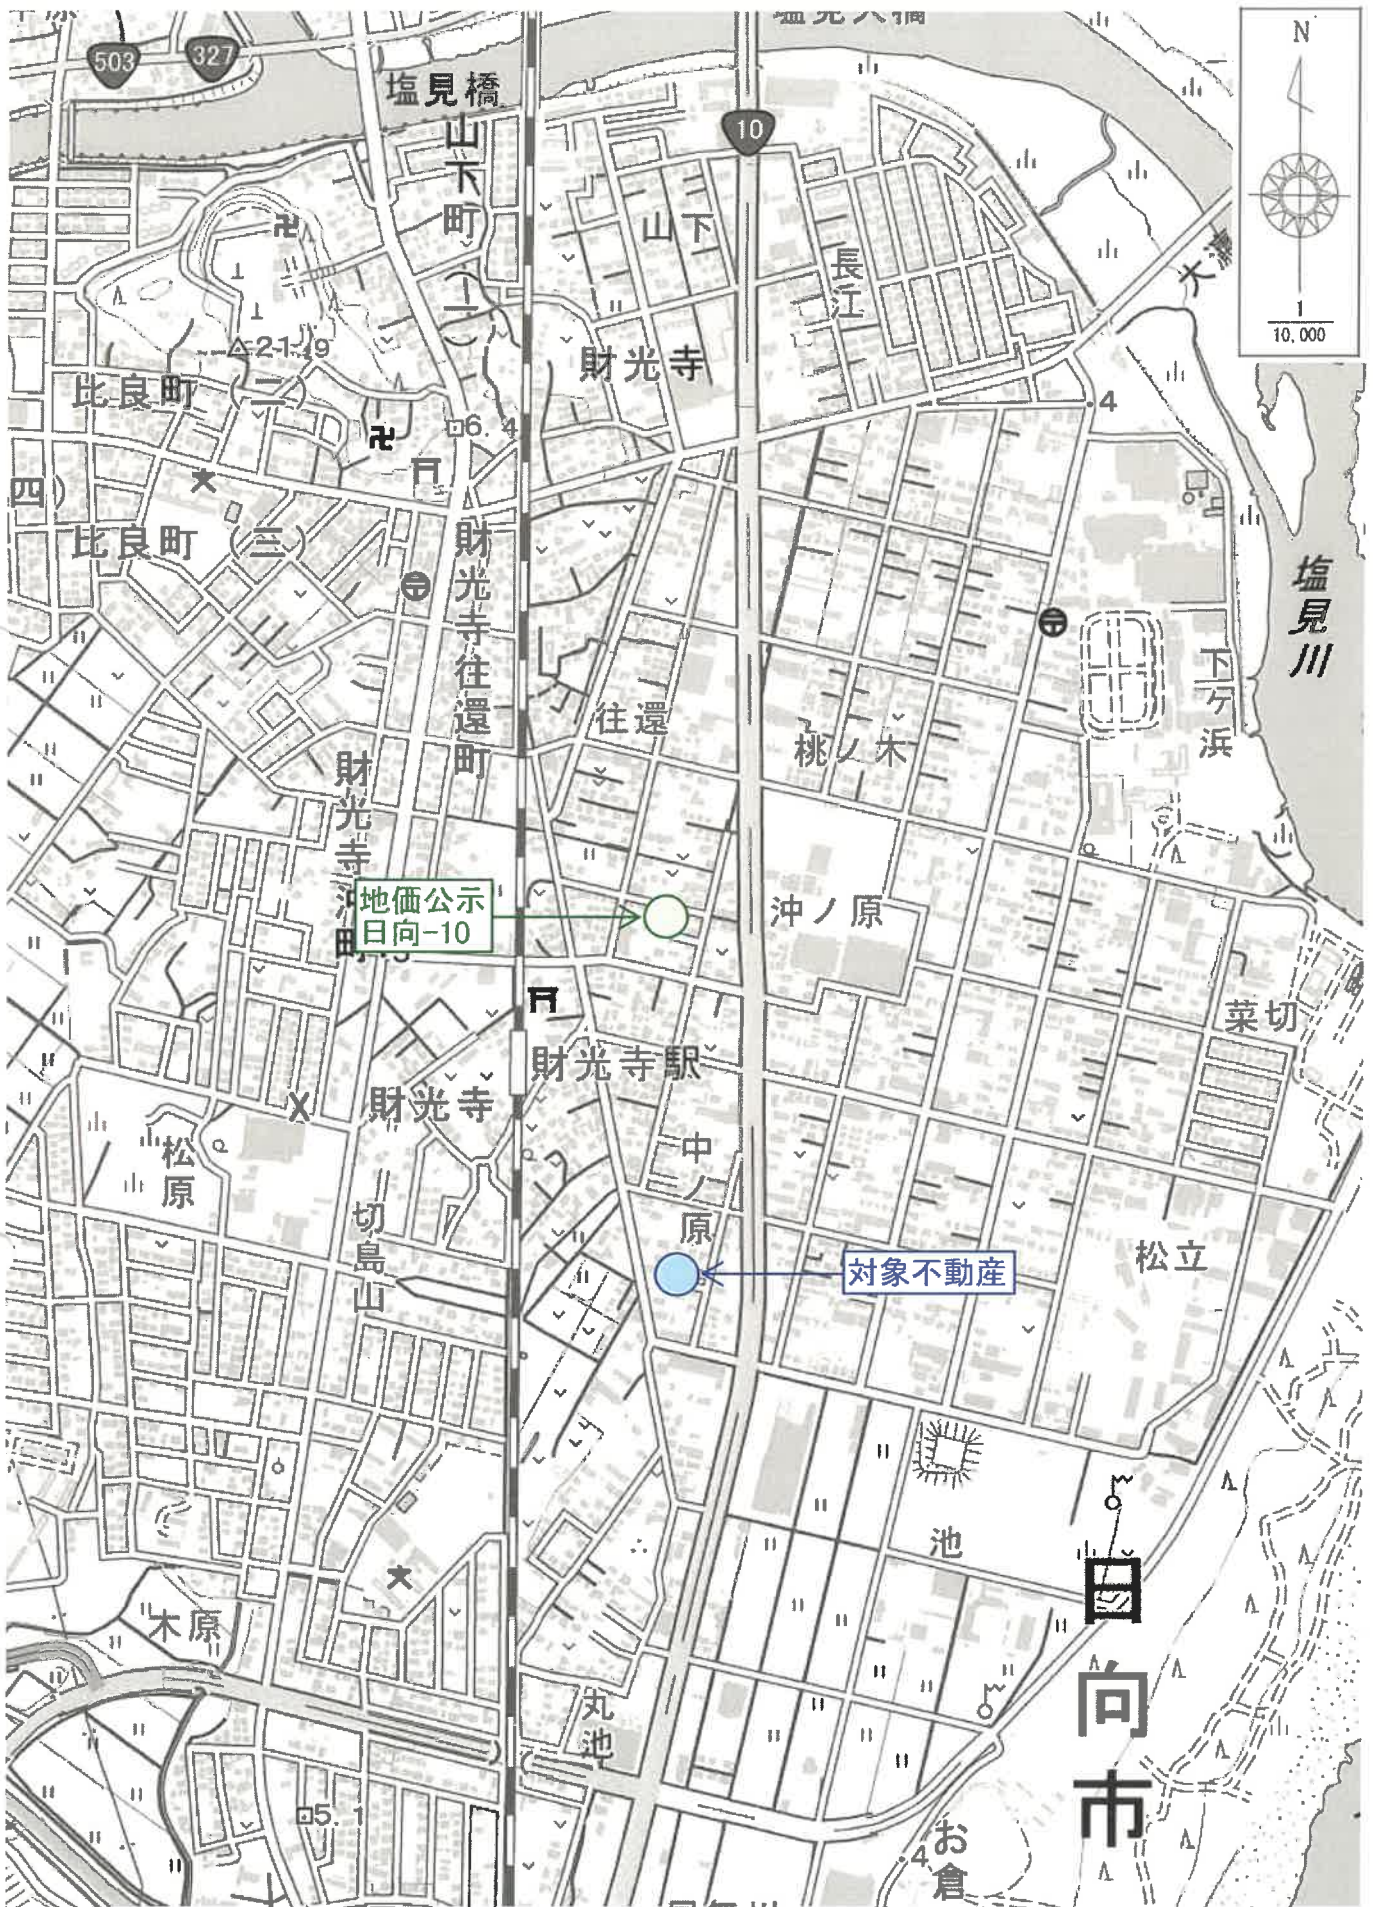 503
327
塩見橋
10
N
1
10,000
山下町(一)
山下
長江
21.9
比良町(二)
財光寺
6.4
4
四)
比良町(三)
財光寺往還町
塩見川
下ケ浜
往還
桃ノ木
地価公示
日向-10
沖ノ原
菜切
財光寺駅
財光寺
松原
中ノ原
切島山
対象不動産
松立
池
日向市
木原
丸池
5.1
4
お倉